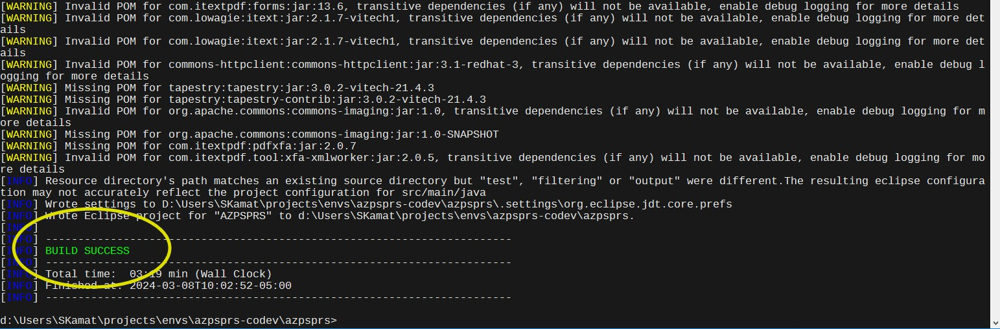 [WARNING] Invalid POM for com.itextpdf:forms:jar:13.6, transitive dependencies (if any) will not be available, enable debug logging for more details
[WARNING] Invalid POM for com.lowagie:itext:jar:2.1.7-vitech1, transitive dependencies (if any) will not be available, enable debug logging for more det
ails
[WARNING] Invalid POM for com.lowagie:itext:jar:2.1.7-vitech1, transitive dependencies (if any) will not be available, enable debug logging for more det
ails
[WARNING] Invalid POM for commons-httpclient:commons-httpclient:jar:3.1-redhat-3, transitive dependencies (if any) will not be available, enable debug l
ogging for more details
[WARNING] Missing POM for tapestry:tapestry:jar:3.0.2-vitech-21.4.3
[WARNING] Missing POM for tapestry:tapestry-contrib:jar:3.0.2-vitech-21.4.3
[WARNING] Invalid POM for org.apache.commons:commons-imaging:jar:1.0, transitive dependencies (if any) will not be available, enable debug logging for m
ore details
[WARNING] Missing POM for org.apache.commons:commons-imaging:jar:1.0-SNAPSHOT
[WARNING] Missing POM for com.itextpdf:pdfxfa:jar:2.0.7
[WARNING] Invalid POM for com.itextpdf.tool:xfa-xmlworker:jar:2.0.5, transitive dependencies (if any) will not be available, enable debug logging for mo
re details
[INFO] Resource directory's path matches an existing source directory but "test", "filtering" or "output" were different.The resulting eclipse configura
tion may not accurately reflect the project configuration for src/main/java
[INFO] Wrote settings to D:\Users\SKamat\projects\envs\azpsprs-codev\azpsprs\.settings\org.eclipse.jdt.core.prefs
[INFO] Wrote Eclipse project for "AZPSPRS" to d:\Users\SKamat\projects\envs\azpsprs-codev\azpsprs.
[INFO]
[INFO] ------------------------------------------------------------------------
[INFO] BUILD SUCCESS
[INFO] ------------------------------------------------------------------------
[INFO] Total time:  03:19 min (Wall Clock)
[INFO] Finished at: 2024-03-08T10:02:52-05:00
[INFO] ------------------------------------------------------------------------
d:\Users\SKamat\projects\envs\azpsprs-codev\azpsprs>